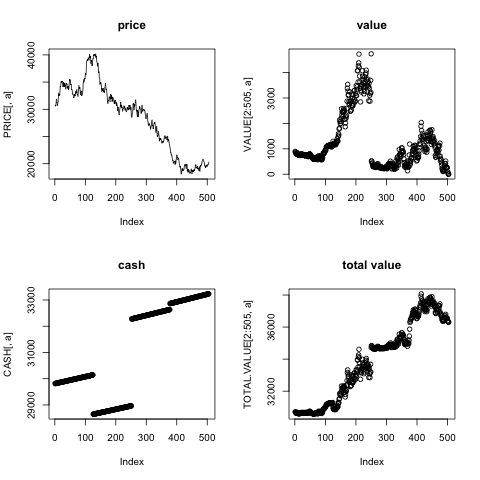 price
PRICE[, a]
20000 30000 40000
0 100 200 300 400 500
Index
value
VALUE[2:505, a]
0 1000 3000
0 100 200 300 400 500
Index
cash
CASH[, a]
29000 31000 33000
0 100 200 300 400 500
Index
total value
TOTAL.VALUE[2:505, a]
32000 36000
0 100 200 300 400 500
Index